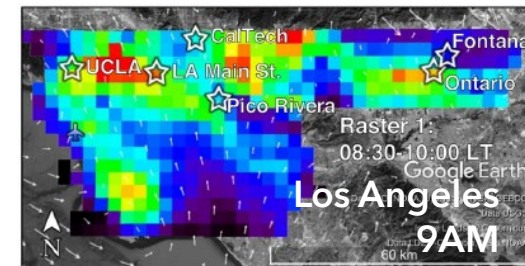 CalTech
Fontana
UCLA
LA Main St.
Ontario
Pico Rivera
Raster 1:
08:30-10:00 LT
Google Earth
Los Angeles
9AM
N
60 km